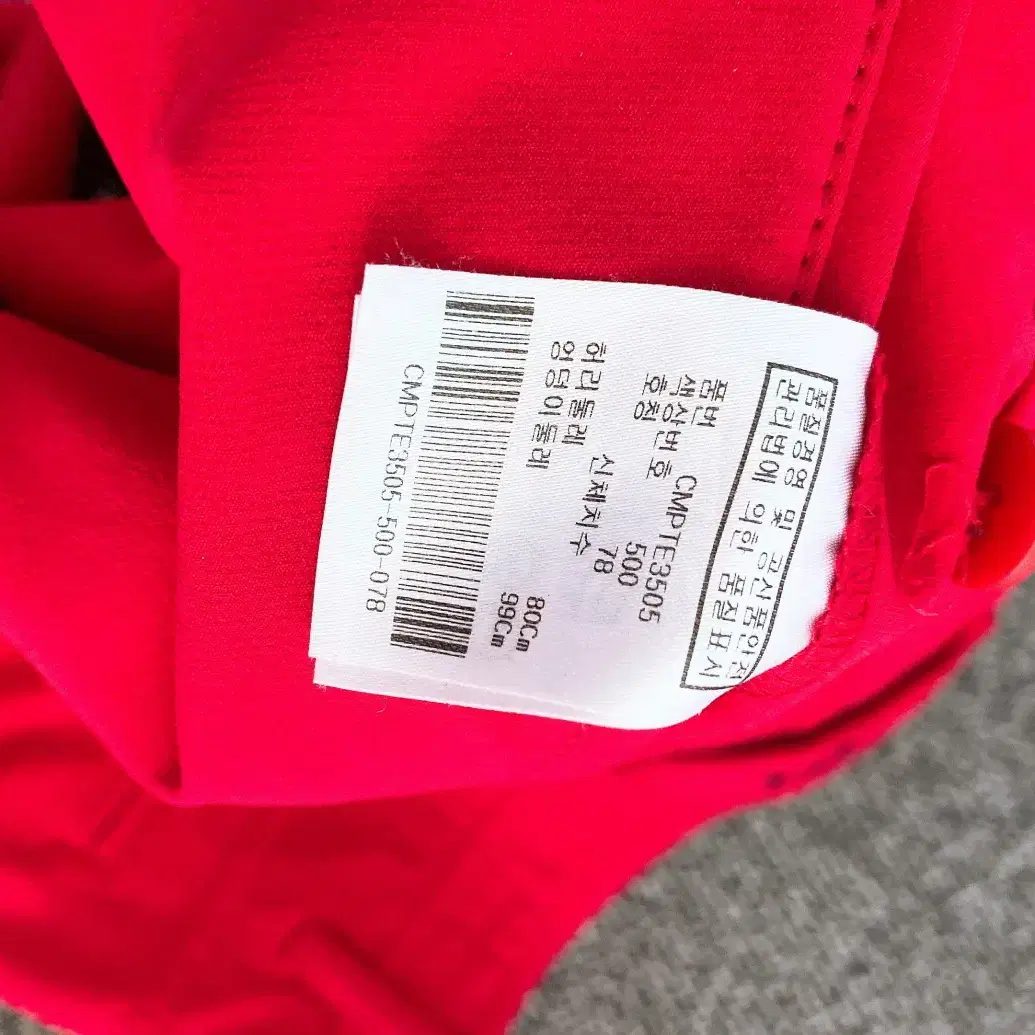 품질경영 및 공산품안전
관리법에 의한 품질표시
품번 CMPTE3505
색상번호 500
호칭 78
신체치수
허리둘레 80Cm
엉덩이둘레 99Cm
CMPTE3505-500-078